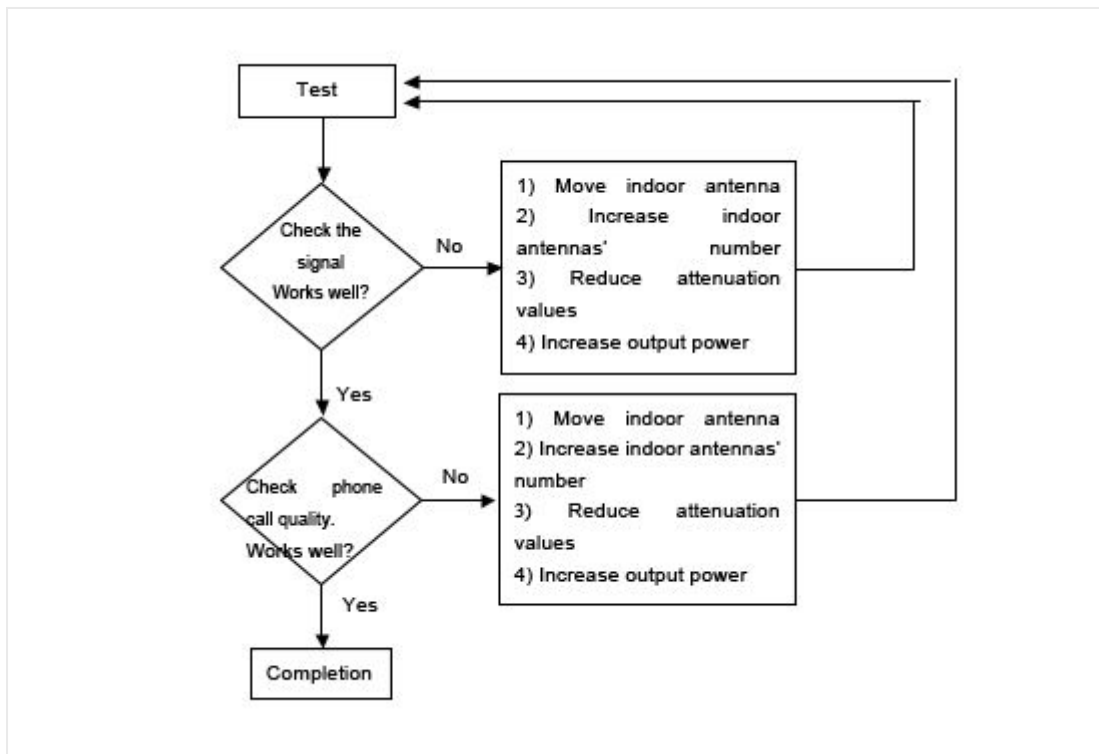 Test
Check the
signal
Works well?
No
1) Move indoor antenna
2) Increase indoor
antennas' number
3) Reduce attenuation
values
4) Increase output power
Yes
Check phone
call quality.
Works well?
No
1) Move indoor antenna
2) Increase indoor antennas'
number
3) Reduce attenuation
values
4) Increase output power
Yes
Completion